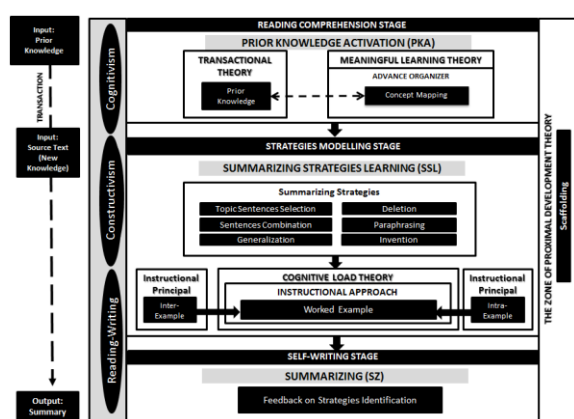 Input:
Prior
Knowledge
TRANSACTION
Input:
Source Text
(New
Knowledge)
Output:
Summary
Cognitivism
Constructivism
Reading-Writing
READING COMPREHENSION STAGE
PRIOR KNOWLEDGE ACTIVATION (PKA)
TRANSACTIONAL
THEORY
Prior
Knowledge
MEANINGFUL LEARNING THEORY
ADVANCE ORGANIZER
Concept Mapping
STRATEGIES MODELLING STAGE
SUMMARIZING STRATEGIES LEARNING (SSL)
Summarizing Strategies
Topic Sentences Selection
Deletion
Sentences Combination
Paraphrasing
Generalization
Invention
Instructional
Principal
Inter-
Example
COGNITIVE LOAD THEORY
INSTRUCTIONAL APPROACH
Worked Example
Instructional
Principal
Intra-
Example
SELF-WRITING STAGE
SUMMARIZING (SZ)
Feedback on Strategies Identification
THE ZONE OF PROXIMAL DEVELOPMENT THEORY
Scaffolding